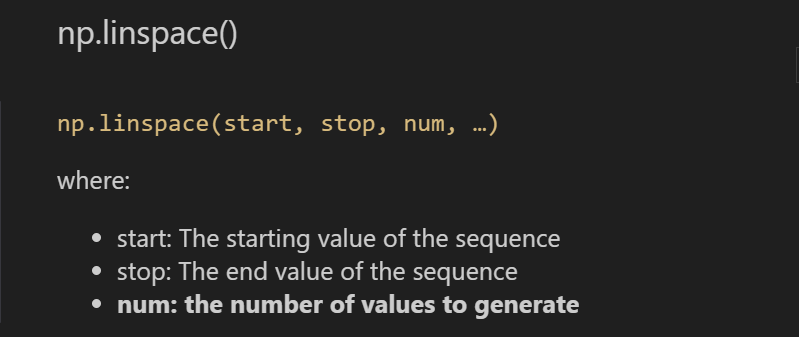 np.linspace()
np.linspace(start, stop, num, …)
where:
• start: The starting value of the sequence
• stop: The end value of the sequence
• num: the number of values to generate